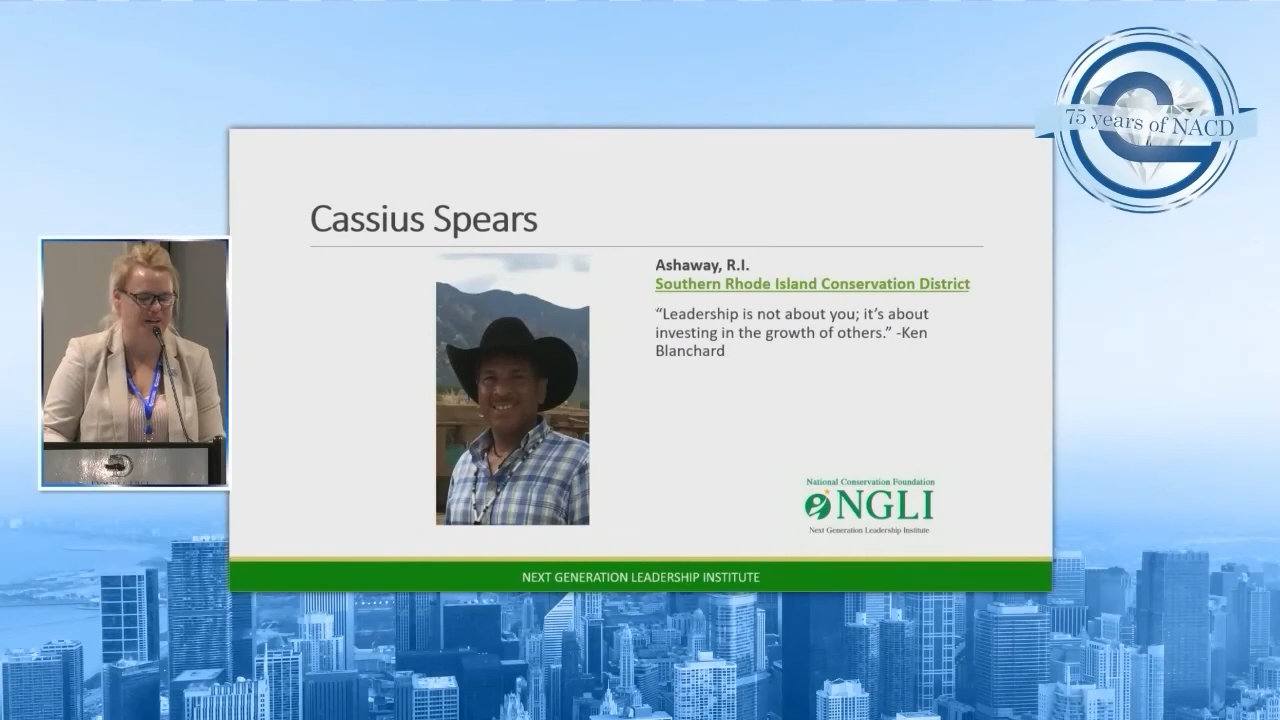 75 years of NACD
Cassius Spears
Ashaway, R.I.
Southern Rhode Island Conservation District
“Leadership is not about you; it’s about
investing in the growth of others.” -Ken
Blanchard
National Conservation Foundation
NGLI
Next Generation Leadership Institute
NEXT GENERATION LEADERSHIP INSTITUTE